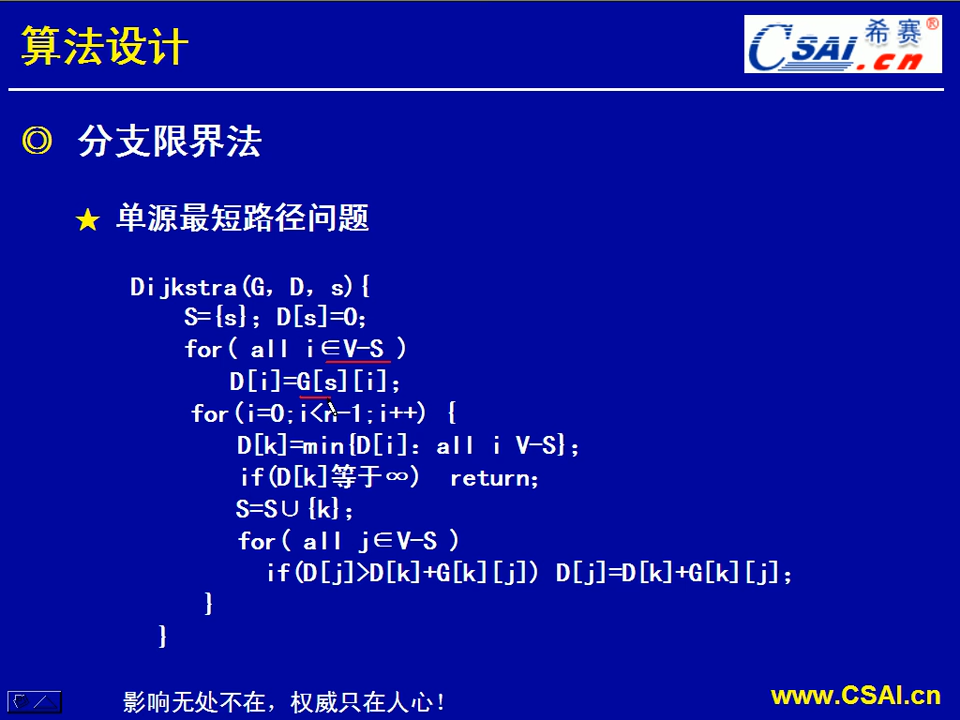 算法设计
CSAI.cn 希赛®
◎ 分支限界法
★ 单源最短路径问题
Dijkstra(G, D, s){
S={s}; D[s]=0;
for( all i∈V-S )
D[i]=G[s][i];
for(i=0;i<n-1;i++) {
D[k]=min{D[i]: all i V-S};
if(D[k]等于∞) return;
S=S∪{k};
for( all j∈V-S )
if(D[j]>D[k]+G[k][j]) D[j]=D[k]+G[k][j];
}
}
影响无处不在，权威只在人心！
www.CSAI.cn